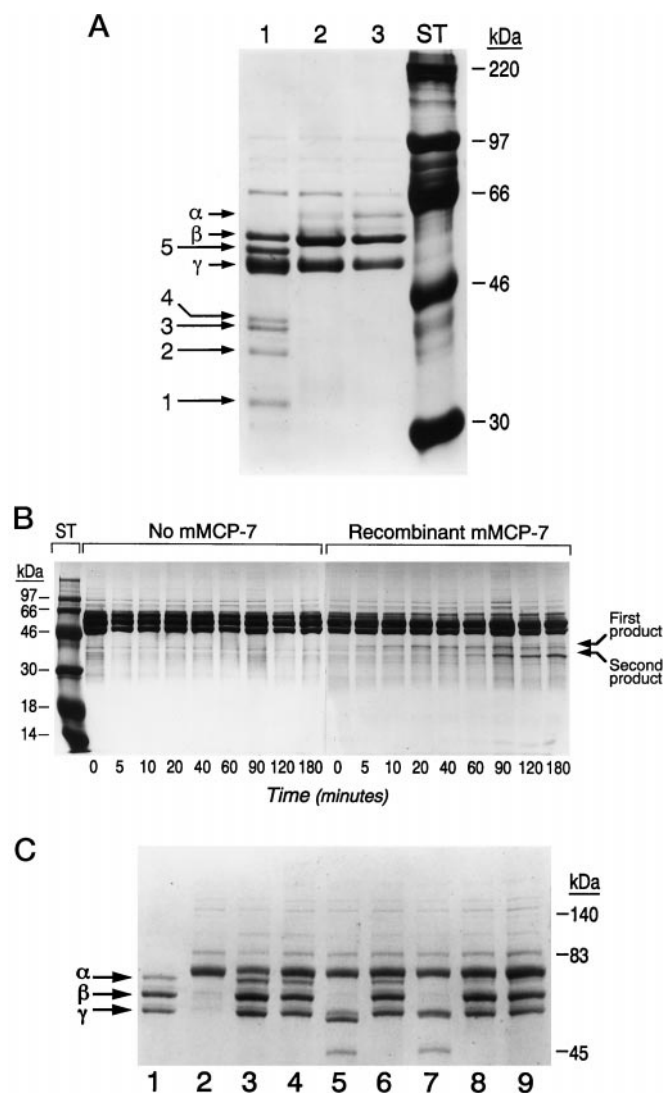 A
1 2 3 ST kDa
220
97
α
66
β
5
γ
46
4
3
2
1
30
B
ST No mMCP-7 Recombinant mMCP-7
kDa
97
66
46
First product
30
Second product
18
14
0 5 10 20 40 60 90 120 180 0 5 10 20 40 60 90 120 180
Time (minutes)
C
kDa
140
83
α
β
γ
45
1 2 3 4 5 6 7 8 9